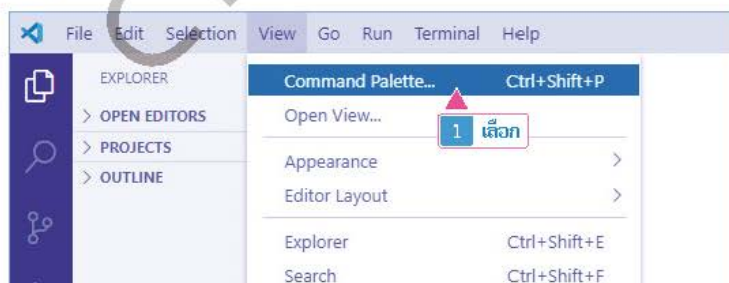 File Edit Selection View Go Run Terminal Help
EXPLORER
OPEN EDITORS
PROJECTS
OUTLINE
Command Palette... Ctrl+Shift+P
Open View...
1 เลือก
Appearance
Editor Layout
Explorer Ctrl+Shift+E
Search Ctrl+Shift+F